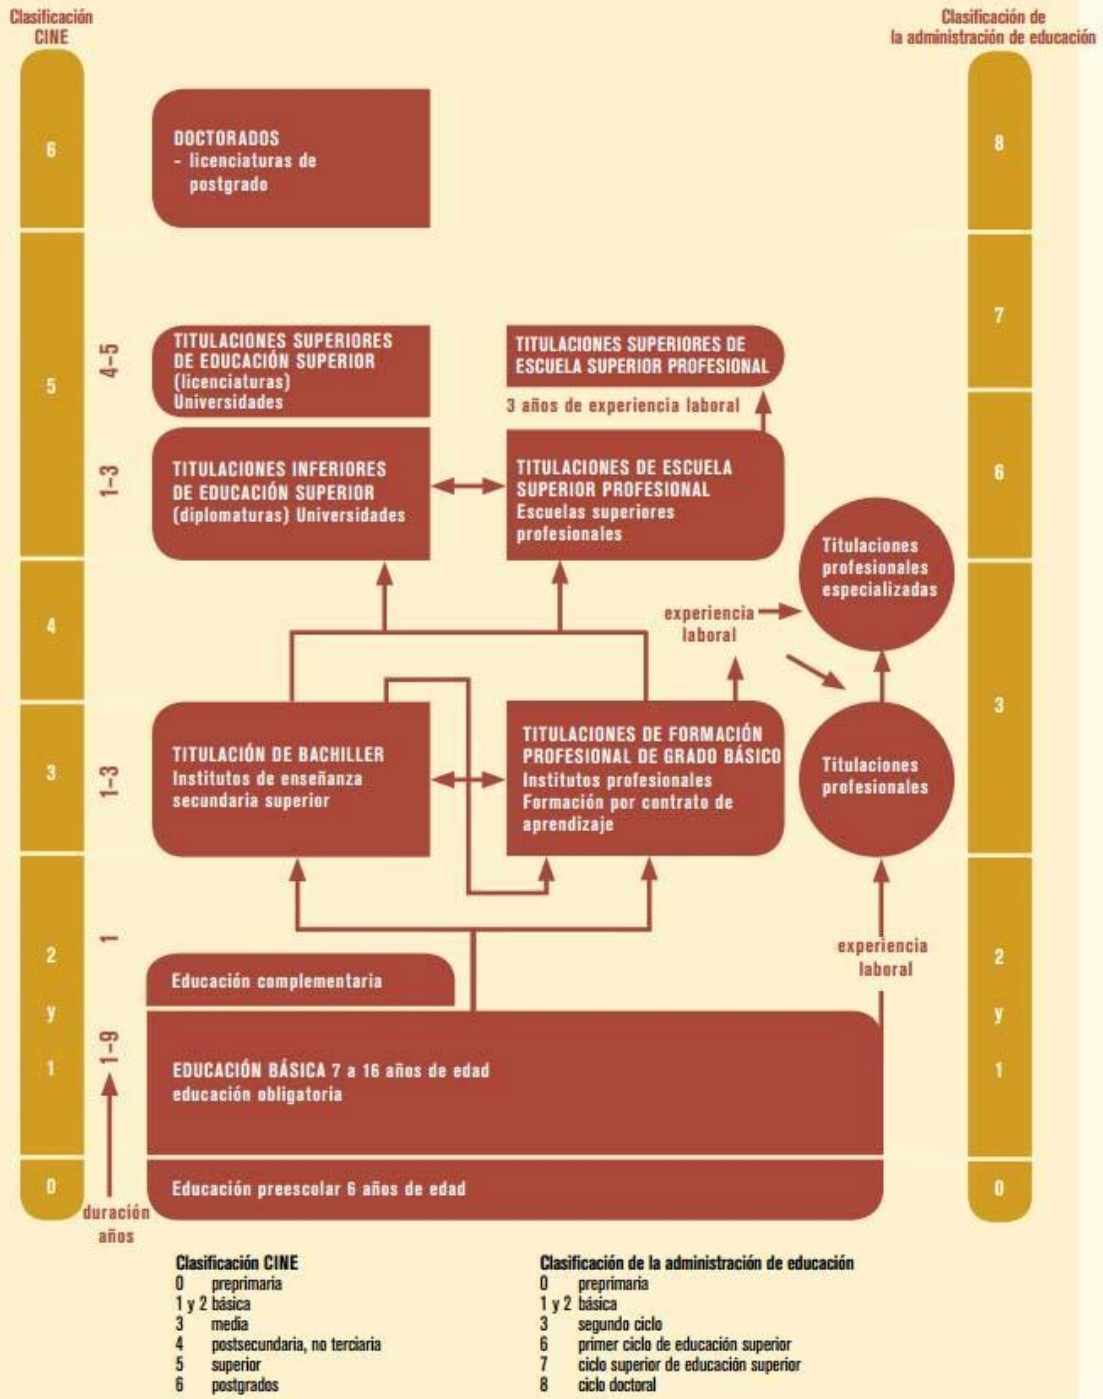 Clasificación
CINE
Clasificación de
la administración de educación
6
DOCTORADOS
- licenciaturas de
postgrado
8
5
4–5
TITULACIONES SUPERIORES
DE EDUCACIÓN SUPERIOR
(licenciaturas)
Universidades
TITULACIONES SUPERIORES DE
ESCUELA SUPERIOR PROFESIONAL
7
3 años de experiencia laboral
1–3
TITULACIONES INFERIORES
DE EDUCACIÓN SUPERIOR
(diplomaturas) Universidades
TITULACIONES DE ESCUELA
SUPERIOR PROFESIONAL
Escuelas superiores
profesionales
6
Titulaciones
profesionales
especializadas
4
experiencia
laboral
3
1–3
TITULACIÓN DE BACHILLER
Institutos de enseñanza
secundaria superior
TITULACIONES DE FORMACIÓN
PROFESIONAL DE GRADO BÁSICO
Institutos profesionales
Formación por contrato de
aprendizaje
Titulaciones
profesionales
3
2
y
1
1
Educación complementaria
experiencia
laboral
2
y
1
1–9
EDUCACIÓN BÁSICA 7 a 16 años de edad
educación obligatoria
0
Educación preescolar 6 años de edad
0
duración
años
Clasificación CINE
0 preprimaria
1 y 2 básica
3 media
4 postsecundaria, no terciaria
5 superior
6 postgrados
Clasificación de la administración de educación
0 preprimaria
1 y 2 básica
3 segundo ciclo
6 primer ciclo de educación superior
7 ciclo superior de educación superior
8 ciclo doctoral